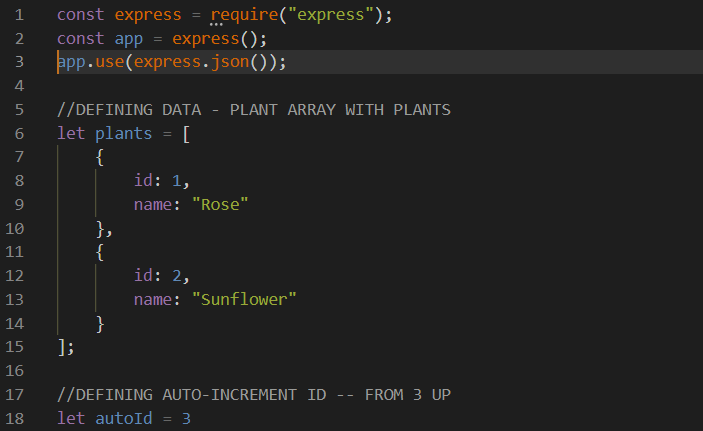 1 const express = require("express");
2 const app = express();
3 app.use(express.json());
4
5 //DEFINING DATA - PLANT ARRAY WITH PLANTS
6 let plants = [
7     {
8         id: 1,
9         name: "Rose"
10     },
11     {
12         id: 2,
13         name: "Sunflower"
14     }
15 ];
16
17 //DEFINING AUTO-INCREMENT ID -- FROM 3 UP
18 let autoId = 3